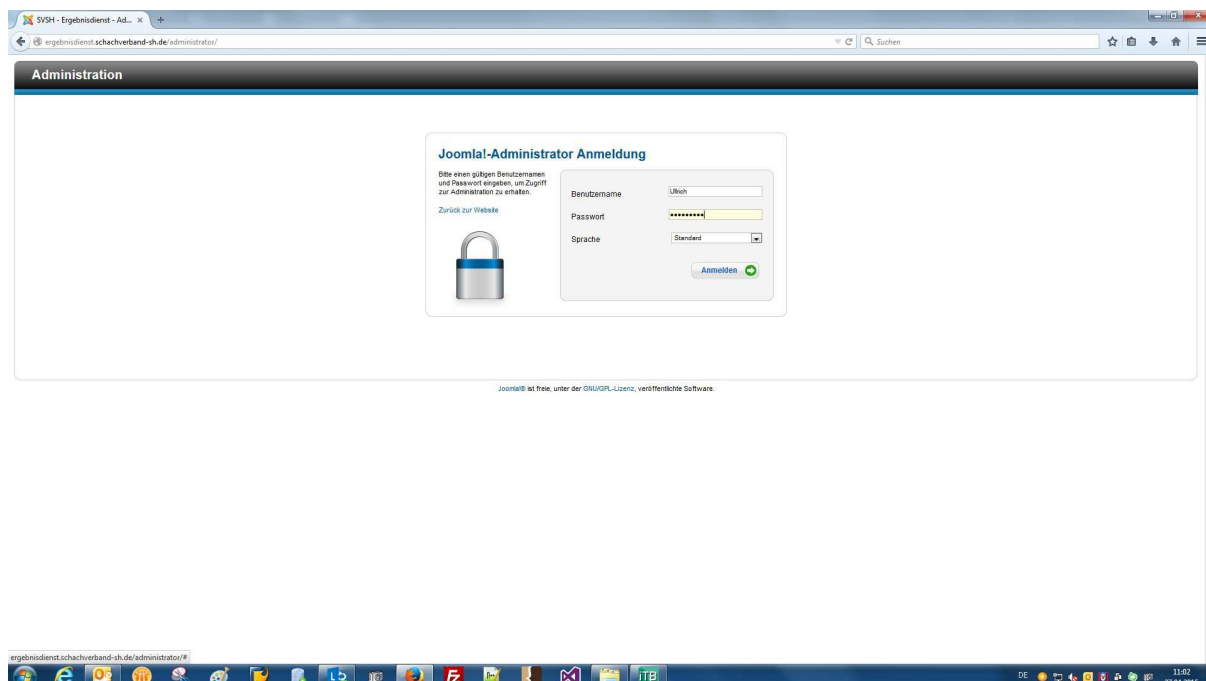 SVSH - Ergebnisdienst - Ad...
ergebnisdienst.schachverband-sh.de/administrator/
Suchen
Administration
Joomla!-Administrator Anmeldung
Bitte einen gültigen Benutzernamen
und Passwort eingeben, um Zugriff
zur Administration zu erhalten.
Zurück zur Website
Benutzername
Ullrich
Passwort
•••••••••
Sprache
Standard
Anmelden
Joomla!® ist freie, unter der GNU/GPL-Lizenz, veröffentlichte Software.
ergebnisdienst.schachverband-sh.de/administrator/#
iTB
DE
11:02